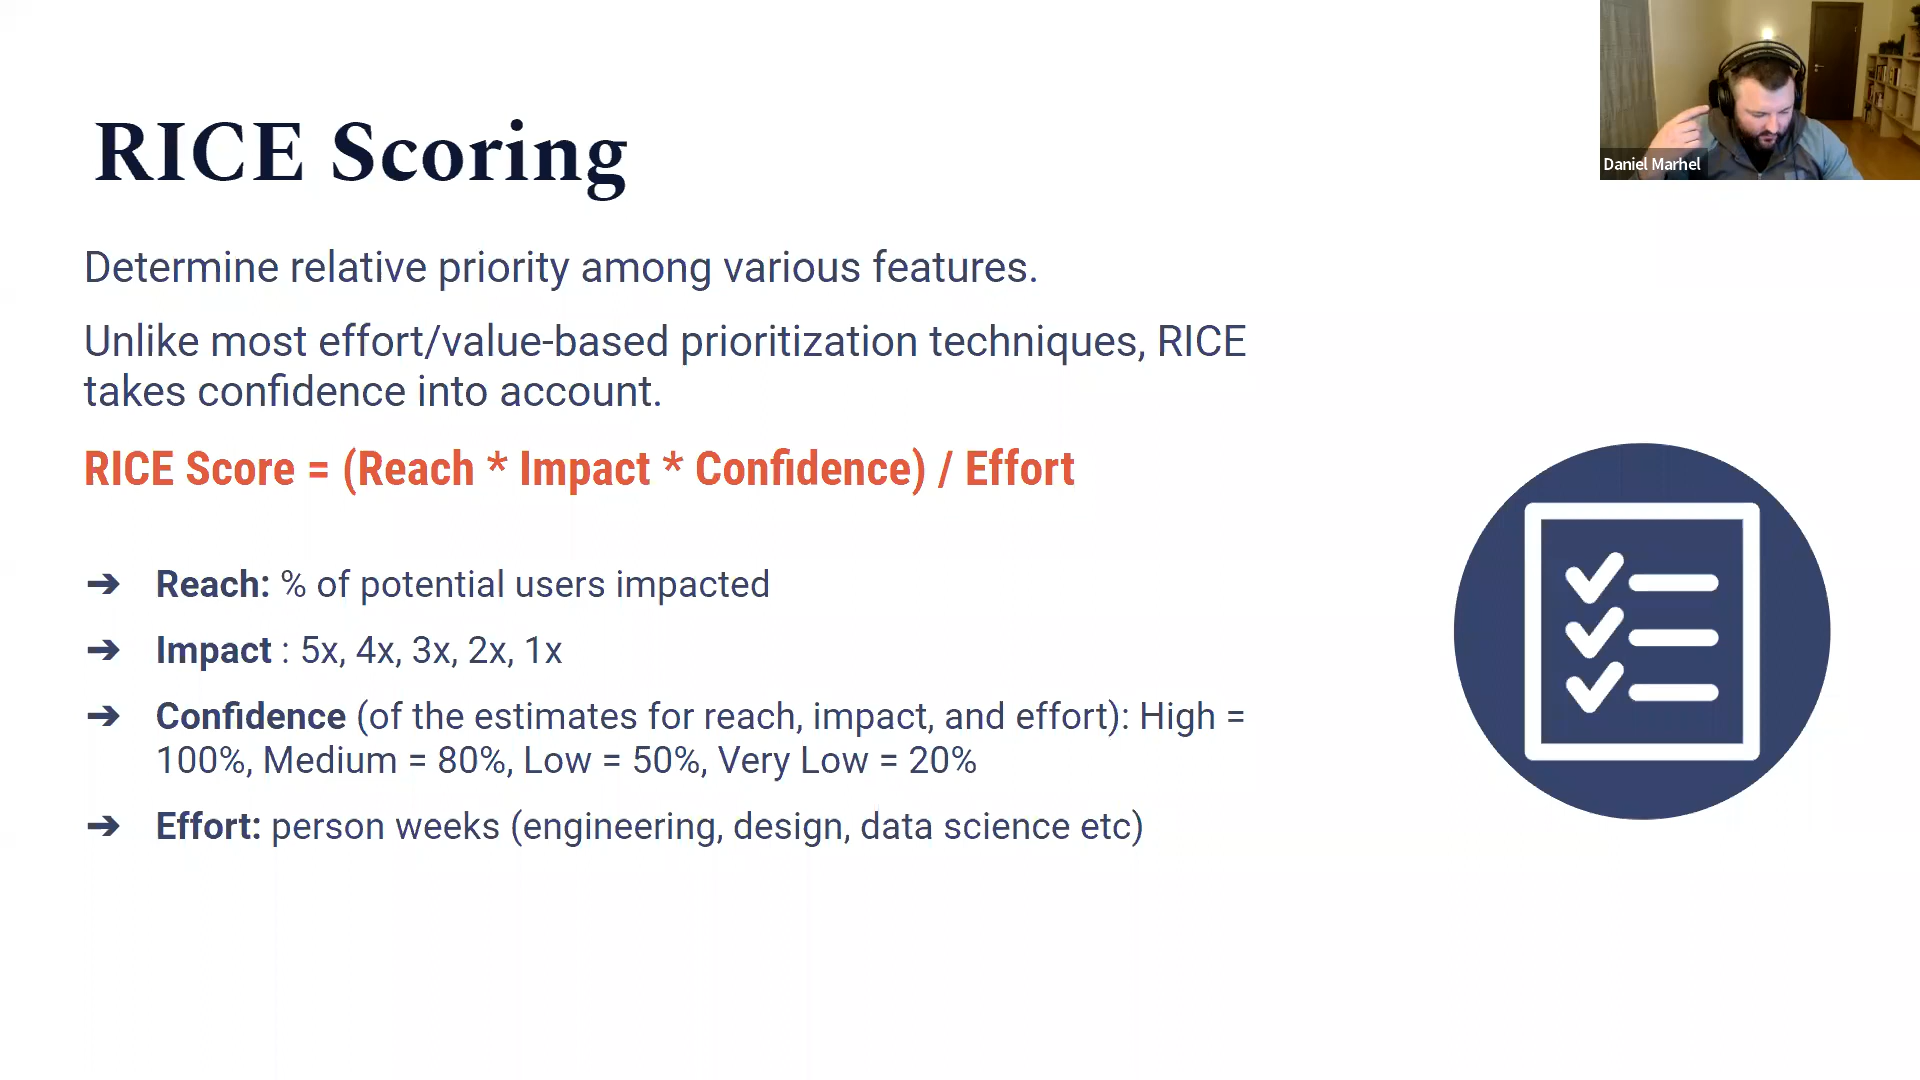 RICE Scoring
Daniel Marhel
Determine relative priority among various features.
Unlike most effort/value-based prioritization techniques, RICE
takes confidence into account.
RICE Score = (Reach * Impact * Confidence) / Effort
➔ Reach: % of potential users impacted
➔ Impact : 5x, 4x, 3x, 2x, 1x
➔ Confidence (of the estimates for reach, impact, and effort): High =
100%, Medium = 80%, Low = 50%, Very Low = 20%
➔ Effort: person weeks (engineering, design, data science etc)